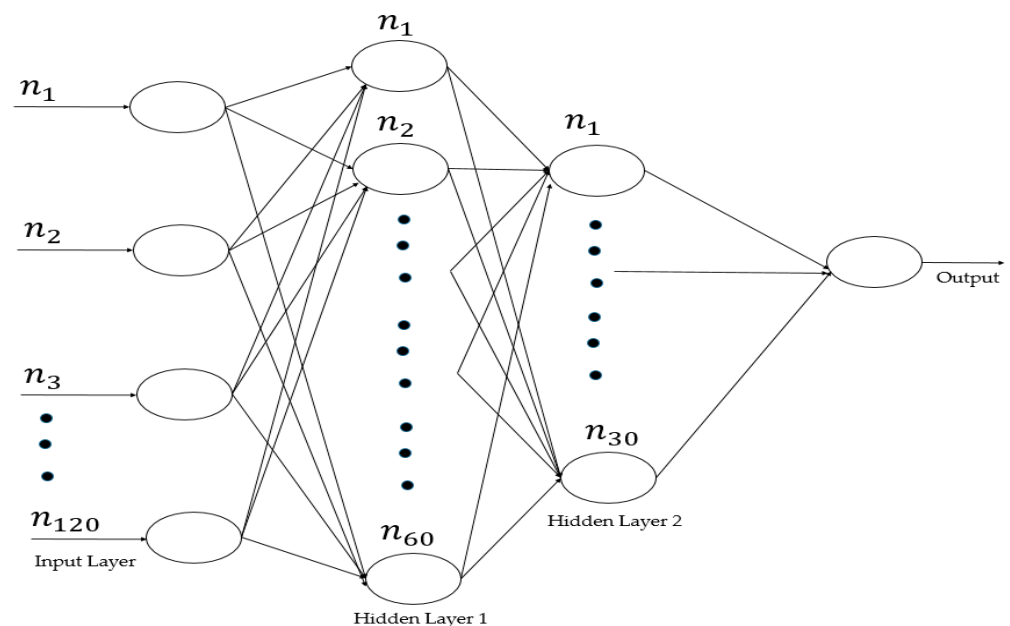 n₁
n₂
n₃
n₁₂₀
Input Layer
n₁
n₂
n₆₀
Hidden Layer 1
n₁
n₃₀
Hidden Layer 2
Output